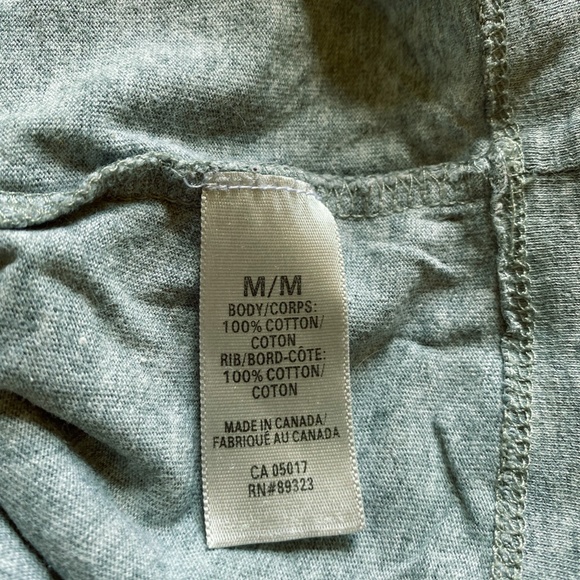 M/M
BODY/CORPS:
100% COTTON/
COTON
RIB/BORD-CÔTE:
100% COTTON/
COTON
MADE IN CANADA/
FABRIQUÉ AU CANADA
CA 05017
RN#89323